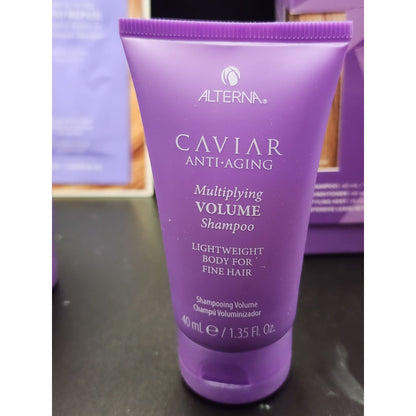 ALTERNA®
CAVIAR
ANTI·AGING
Multiplying
VOLUME
Shampoo
LIGHTWEIGHT
BODY FOR
FINE HAIR
Shampooing Volume
Champú Voluminizador
40 mL ℮ / 1.35 Fl. Oz.